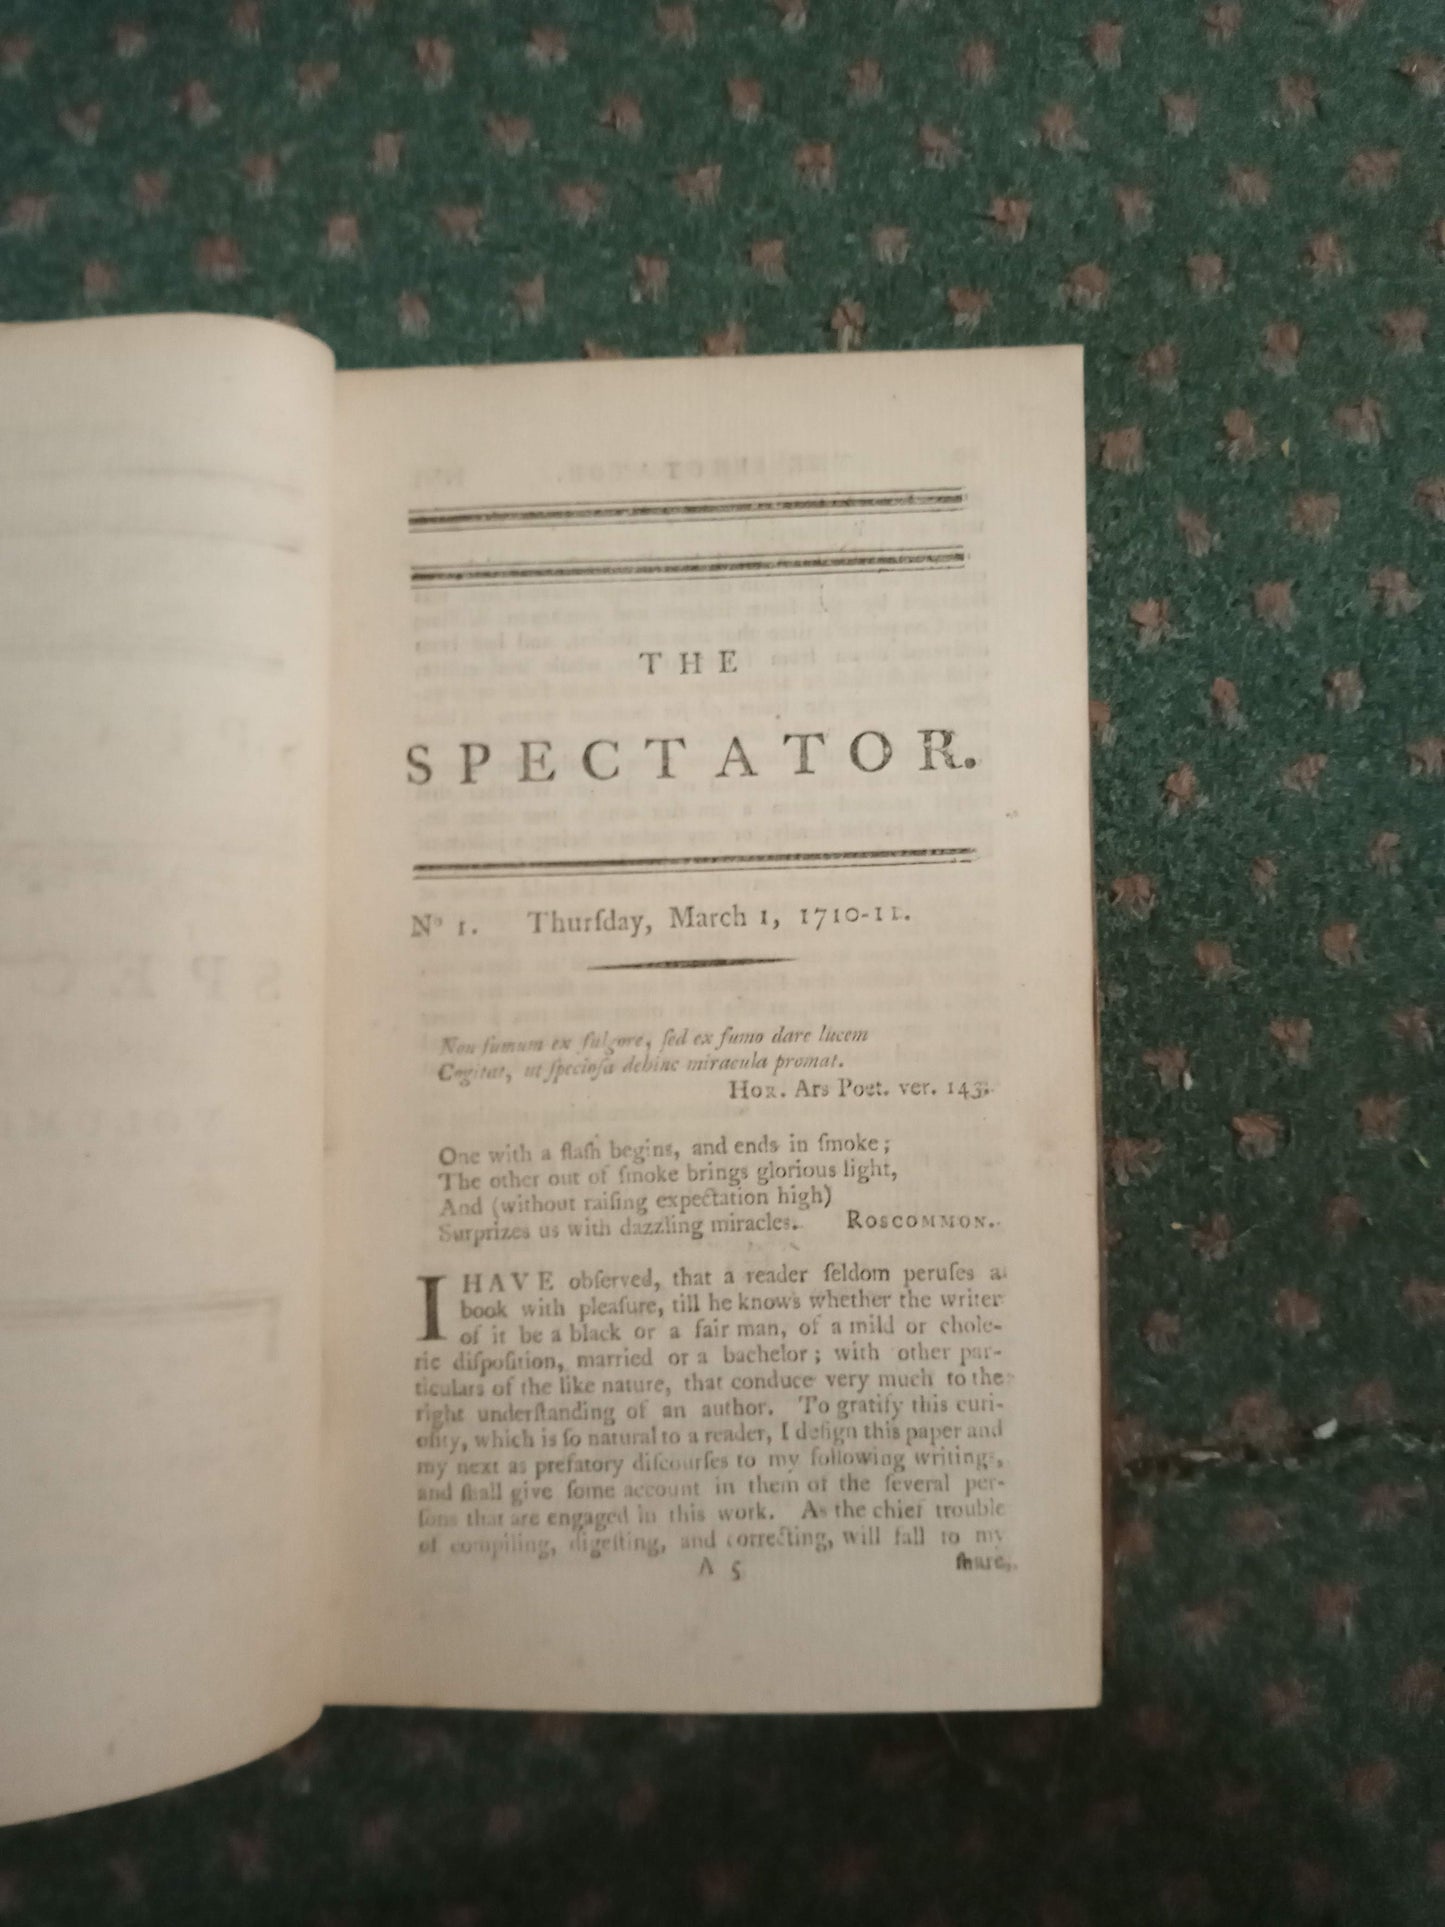 THE
SPECTATOR.
No 1. Thurſday, March 1, 1710-11.
Non fumum ex fulgore, ſed ex fumo dare lucem
Cogitat, ut ſpecioſa dehinc miracula promat.
HOR. Ars Poet. ver. 143.
One with a flaſh begins, and ends in ſmoke;
The other out of ſmoke brings glorious light,
And (without raiſing expectation high)
Surprizes us with dazzling miracles. ROSCOMMON.
I HAVE obſerved, that a reader ſeldom peruſes a
book with pleaſure, till he knows whether the writer
of it be a black or a fair man, of a mild or chole-
ric diſpoſition, married or a bachelor; with other par-
ticulars of the like nature, that conduce very much to the
right underſtanding of an author. To gratify this curi-
oſity, which is ſo natural to a reader, I deſign this paper and
my next as prefatory diſcourſes to my following writings,
and ſhall give ſome account in them of the ſeveral per-
ſons that are engaged in this work. As the chief trouble
of compiling, digeſting, and correcting, will fall to my
A 5 ſhare,